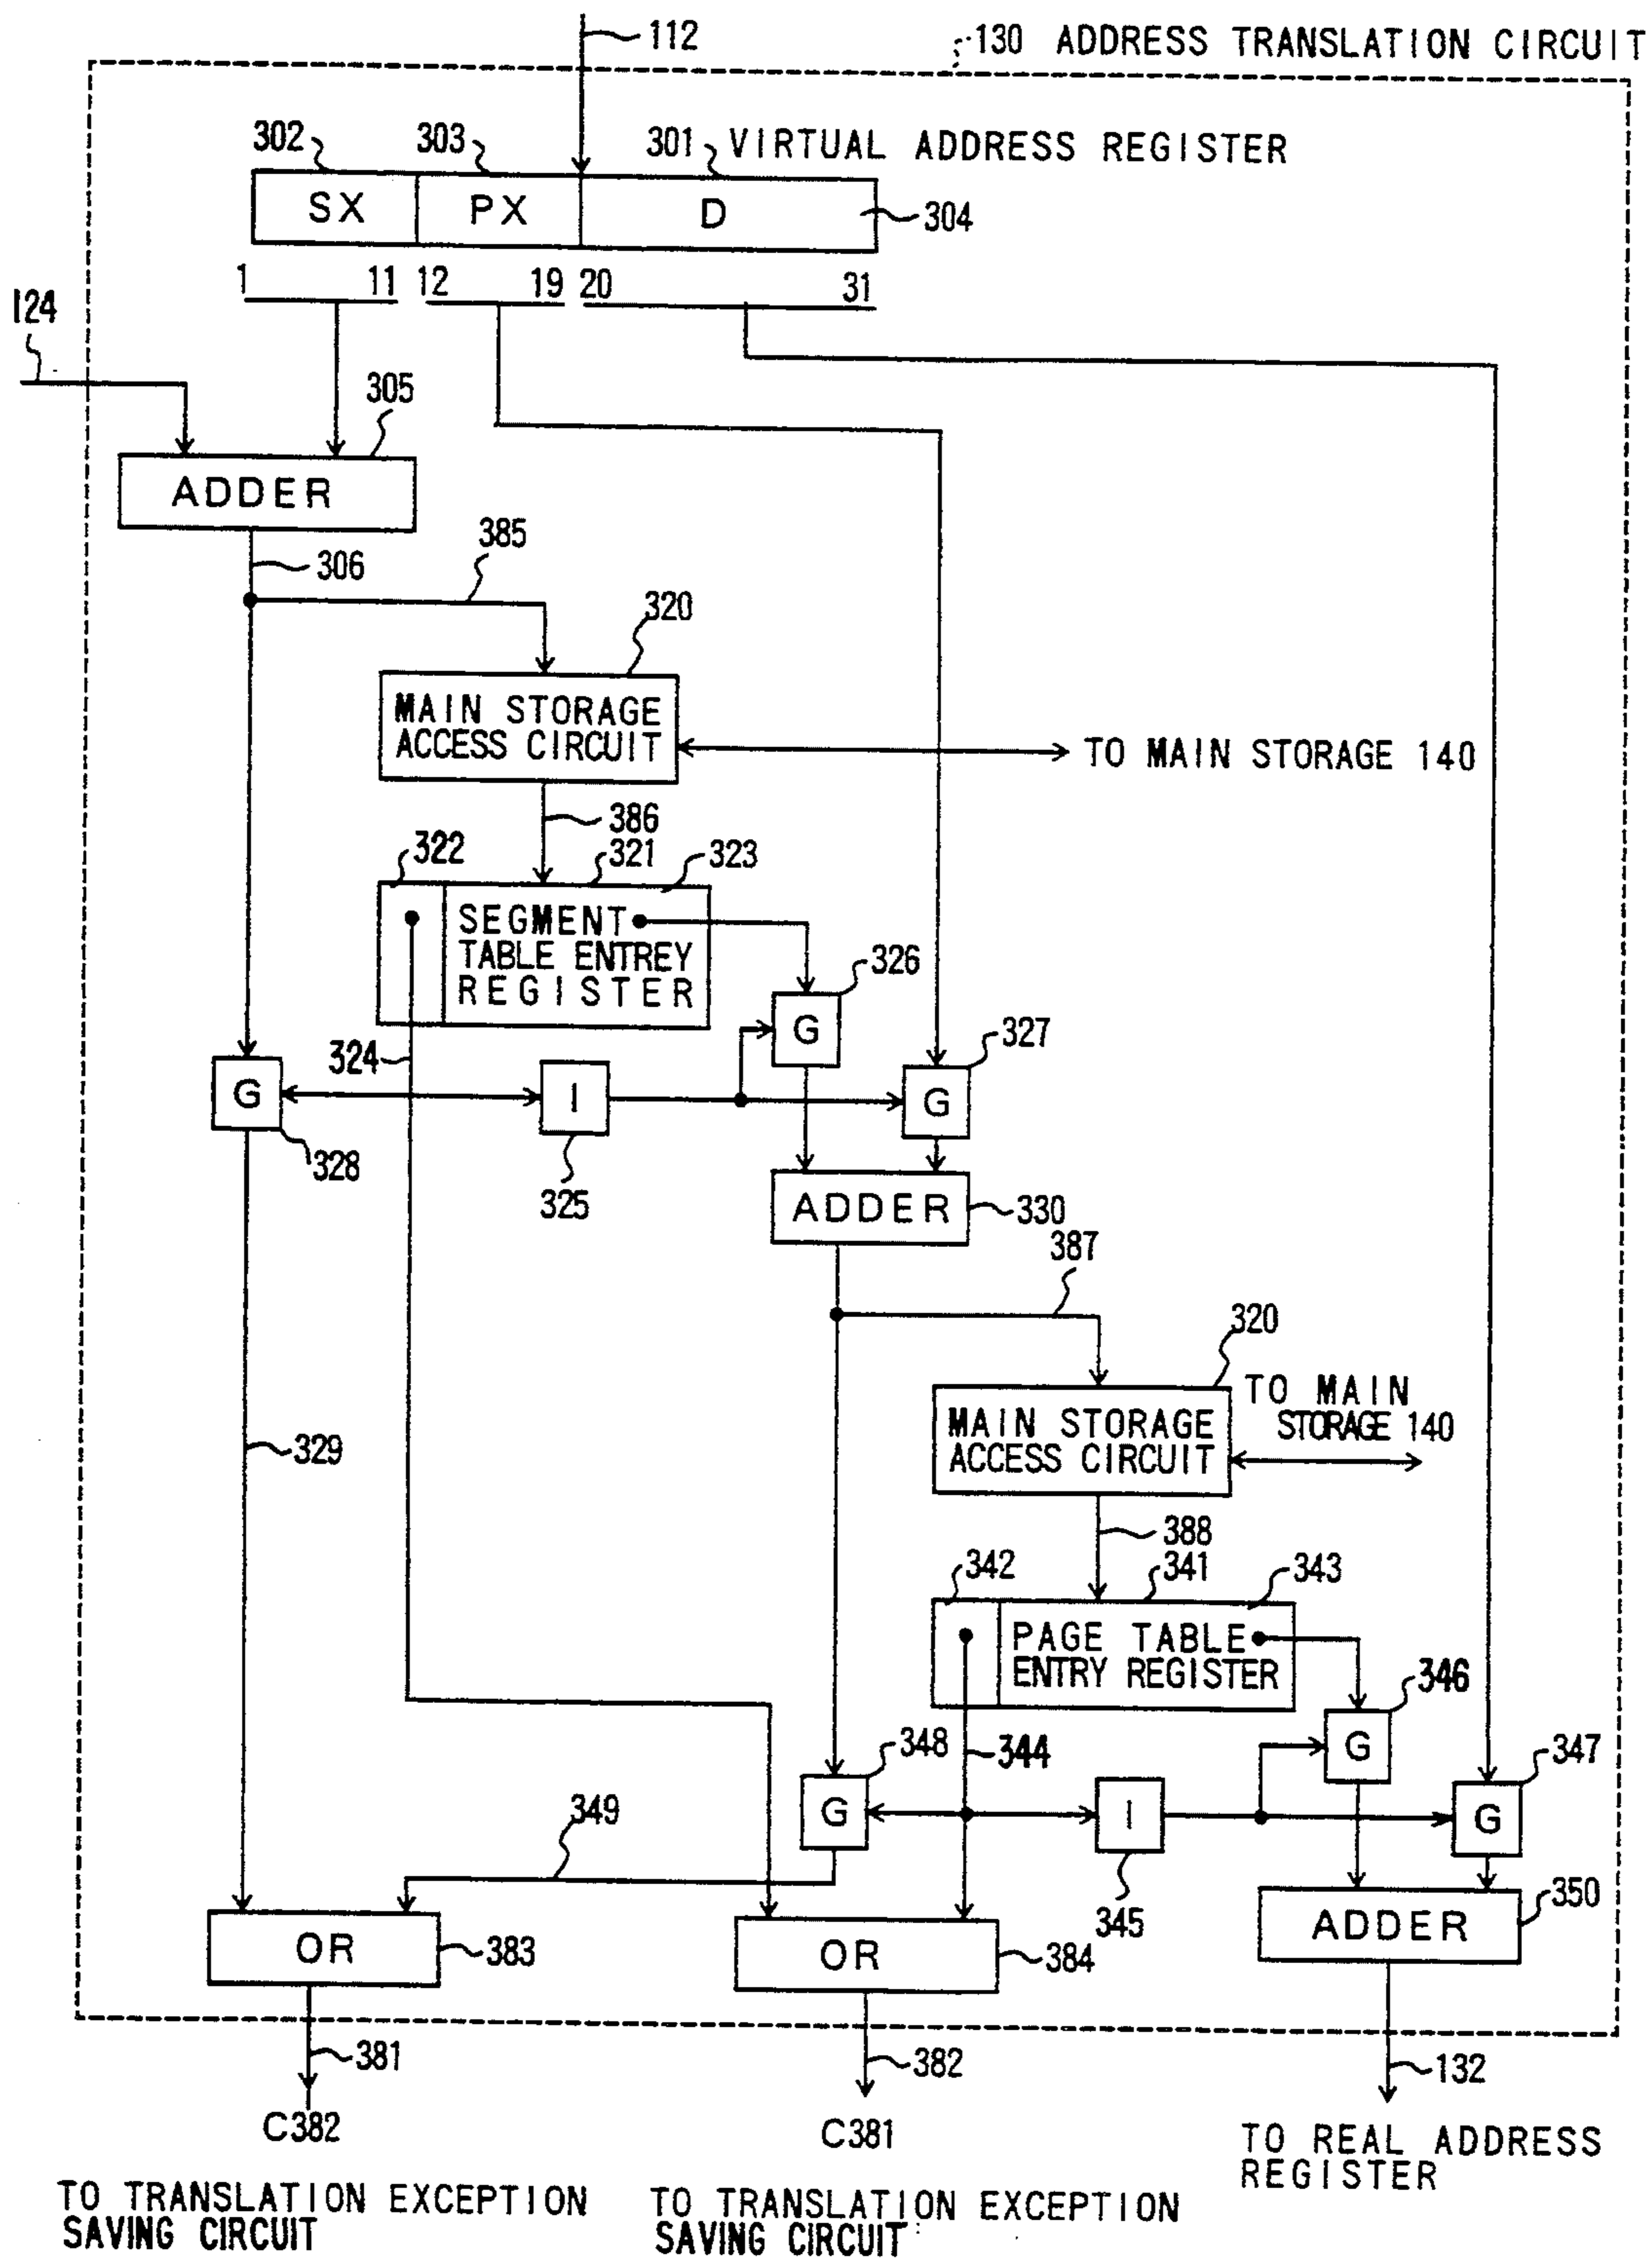 112
130 ADDRESS TRANSLATION CIRCUIT
302 303 301 VIRTUAL ADDRESS REGISTER
SX PX D 304
1 11 12 19 20 31
124
305
ADDER
306
385
320
MAIN STORAGE
ACCESS CIRCUIT
TO MAIN STORAGE 140
386
322 321 323
SEGMENT
TABLE ENTREY
REGISTER
326
G
324
327
G I G
328
325
ADDER 330
387
320
MAIN STORAGE
ACCESS CIRCUIT
TO MAIN
STORAGE 140
329
388
342 341 343
PAGE TABLE
ENTRY REGISTER
346
G
348 344 347
G I G
349
345
350
ADDER
OR 383
OR 384
381
382
132
C382
C381
TO REAL ADDRESS
REGISTER
TO TRANSLATION EXCEPTION
SAVING CIRCUIT
TO TRANSLATION EXCEPTION
SAVING CIRCUIT